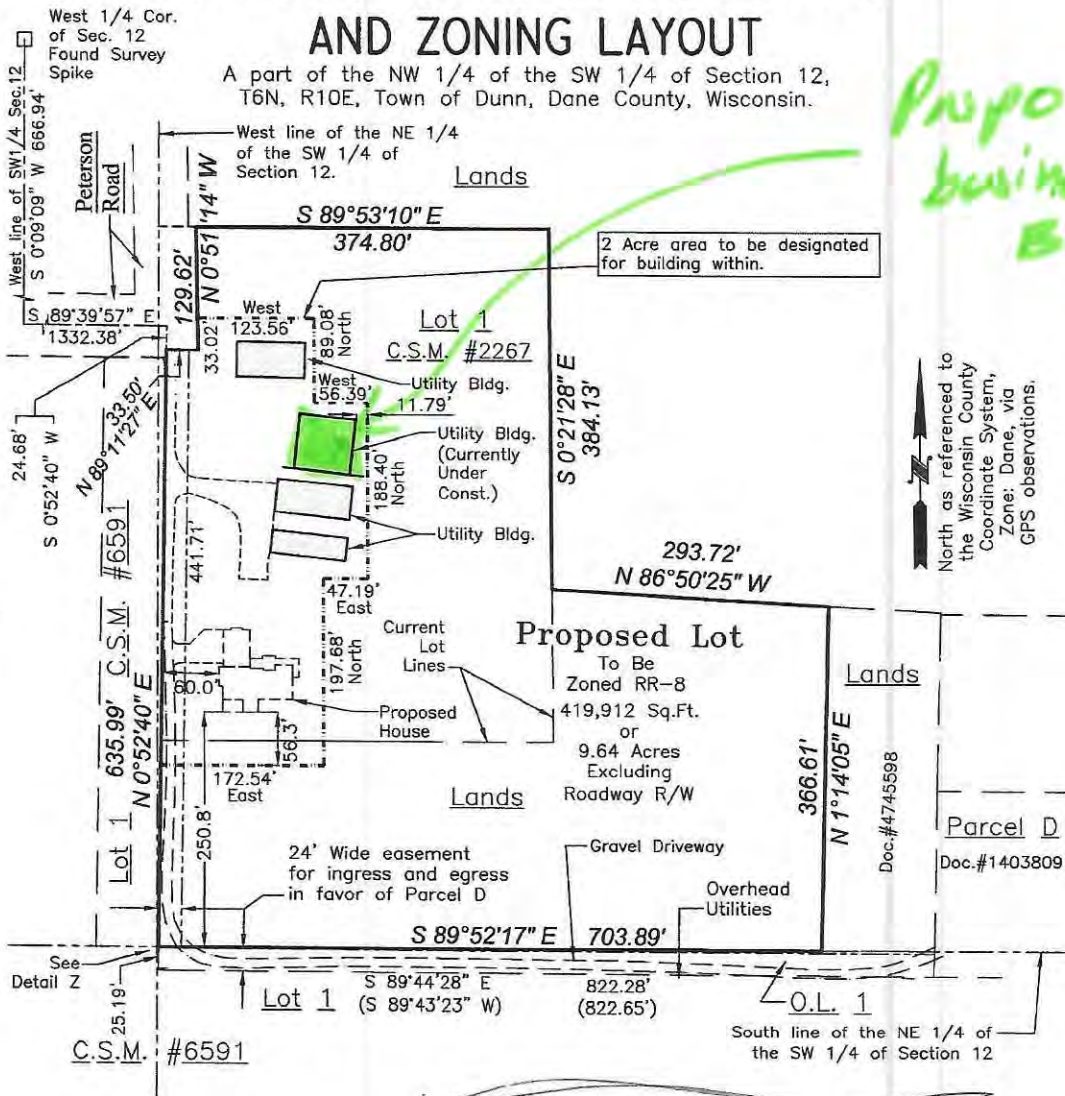 AND ZONING LAYOUT
A part of the NW 1/4 of the SW 1/4 of Section 12,
T6N, R10E, Town of Dunn, Dane County, Wisconsin.
West 1/4 Cor.
of Sec. 12
Found Survey
Spike
West line of SW1/4 Sec.12
S 0°09'09" W 666.94'
Peterson
Road
West line of the NE 1/4
of the SW 1/4 of
Section 12.
Lands
129.62'
N 0°51'14" W
S 89°53'10" E
374.80'
2 Acre area to be designated
for building within.
S 89°39'57" E
1332.38'
33.02'
West
123.56'
89.08'
North
Lot 1
C.S.M. #2267
Utility Bldg.
West
56.39'
11.79'
Utility Bldg.
(Currently
Under
Const.)
188.40'
North
Utility Bldg.
S 0°21'28" E
384.13'
North as referenced to
the Wisconsin County
Coordinate System,
Zone: Dane, via
GPS observations.
24.68'
S 0°52'40" W
33.50'
N 89°11'27" E
441.71'
47.19'
East
197.68'
North
Current
Lot
Lines
293.72'
N 86°50'25" W
Proposed Lot
To Be
Zoned RR-8
419,912 Sq.Ft.
or
9.64 Acres
Excluding
Roadway R/W
Lands
60.0'
Proposed
House
56.3'
172.54'
East
250.8'
Lot 1 C.S.M. #6591
635.99'
N 0°52'40" E
Lands
366.61'
N 1°14'05" E
Doc.#4745598
Parcel D
Doc.#1403809
24' Wide easement
for ingress and egress
in favor of Parcel D
Gravel Driveway
Overhead
Utilities
S 89°52'17" E 703.89'
See
Detail Z
25.19'
Lot 1
S 89°44'28" E
(S 89°43'23" W)
822.28'
(822.65')
O.L. 1
South line of the NE 1/4 of
the SW 1/4 of Section 12
C.S.M. #6591
Propo
busin
B